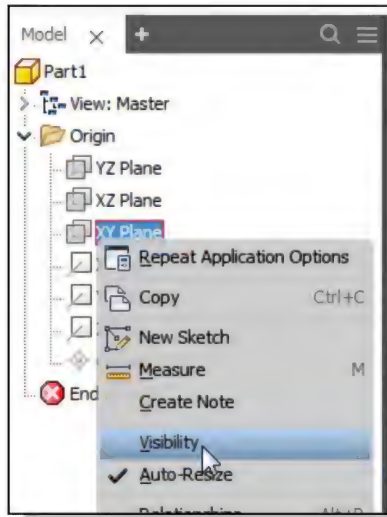 Model × +
Part1
View: Master
Origin
YZ Plane
XZ Plane
XY Plane
Repeat Application Options
Copy Ctrl+C
New Sketch
Measure M
Create Note
End
Visibility
Auto-Resize